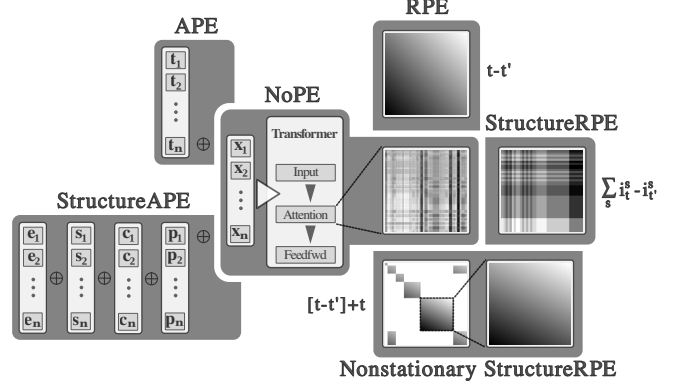 APE
RPE
t₁
t₂
tₙ
⊕
t-t'
NoPE
StructureRPE
Transformer
x₁
x₂
xₙ
Input
Attention
Feedfwd
∑ₛ iₜˢ-iₜ'ˢ
StructureAPE
e₁ ⊕ s₁ ⊕ c₁ ⊕ p₁ ⊕
e₂ s₂ c₂ p₂
eₙ sₙ cₙ pₙ
[t-t']+t
Nonstationary StructureRPE